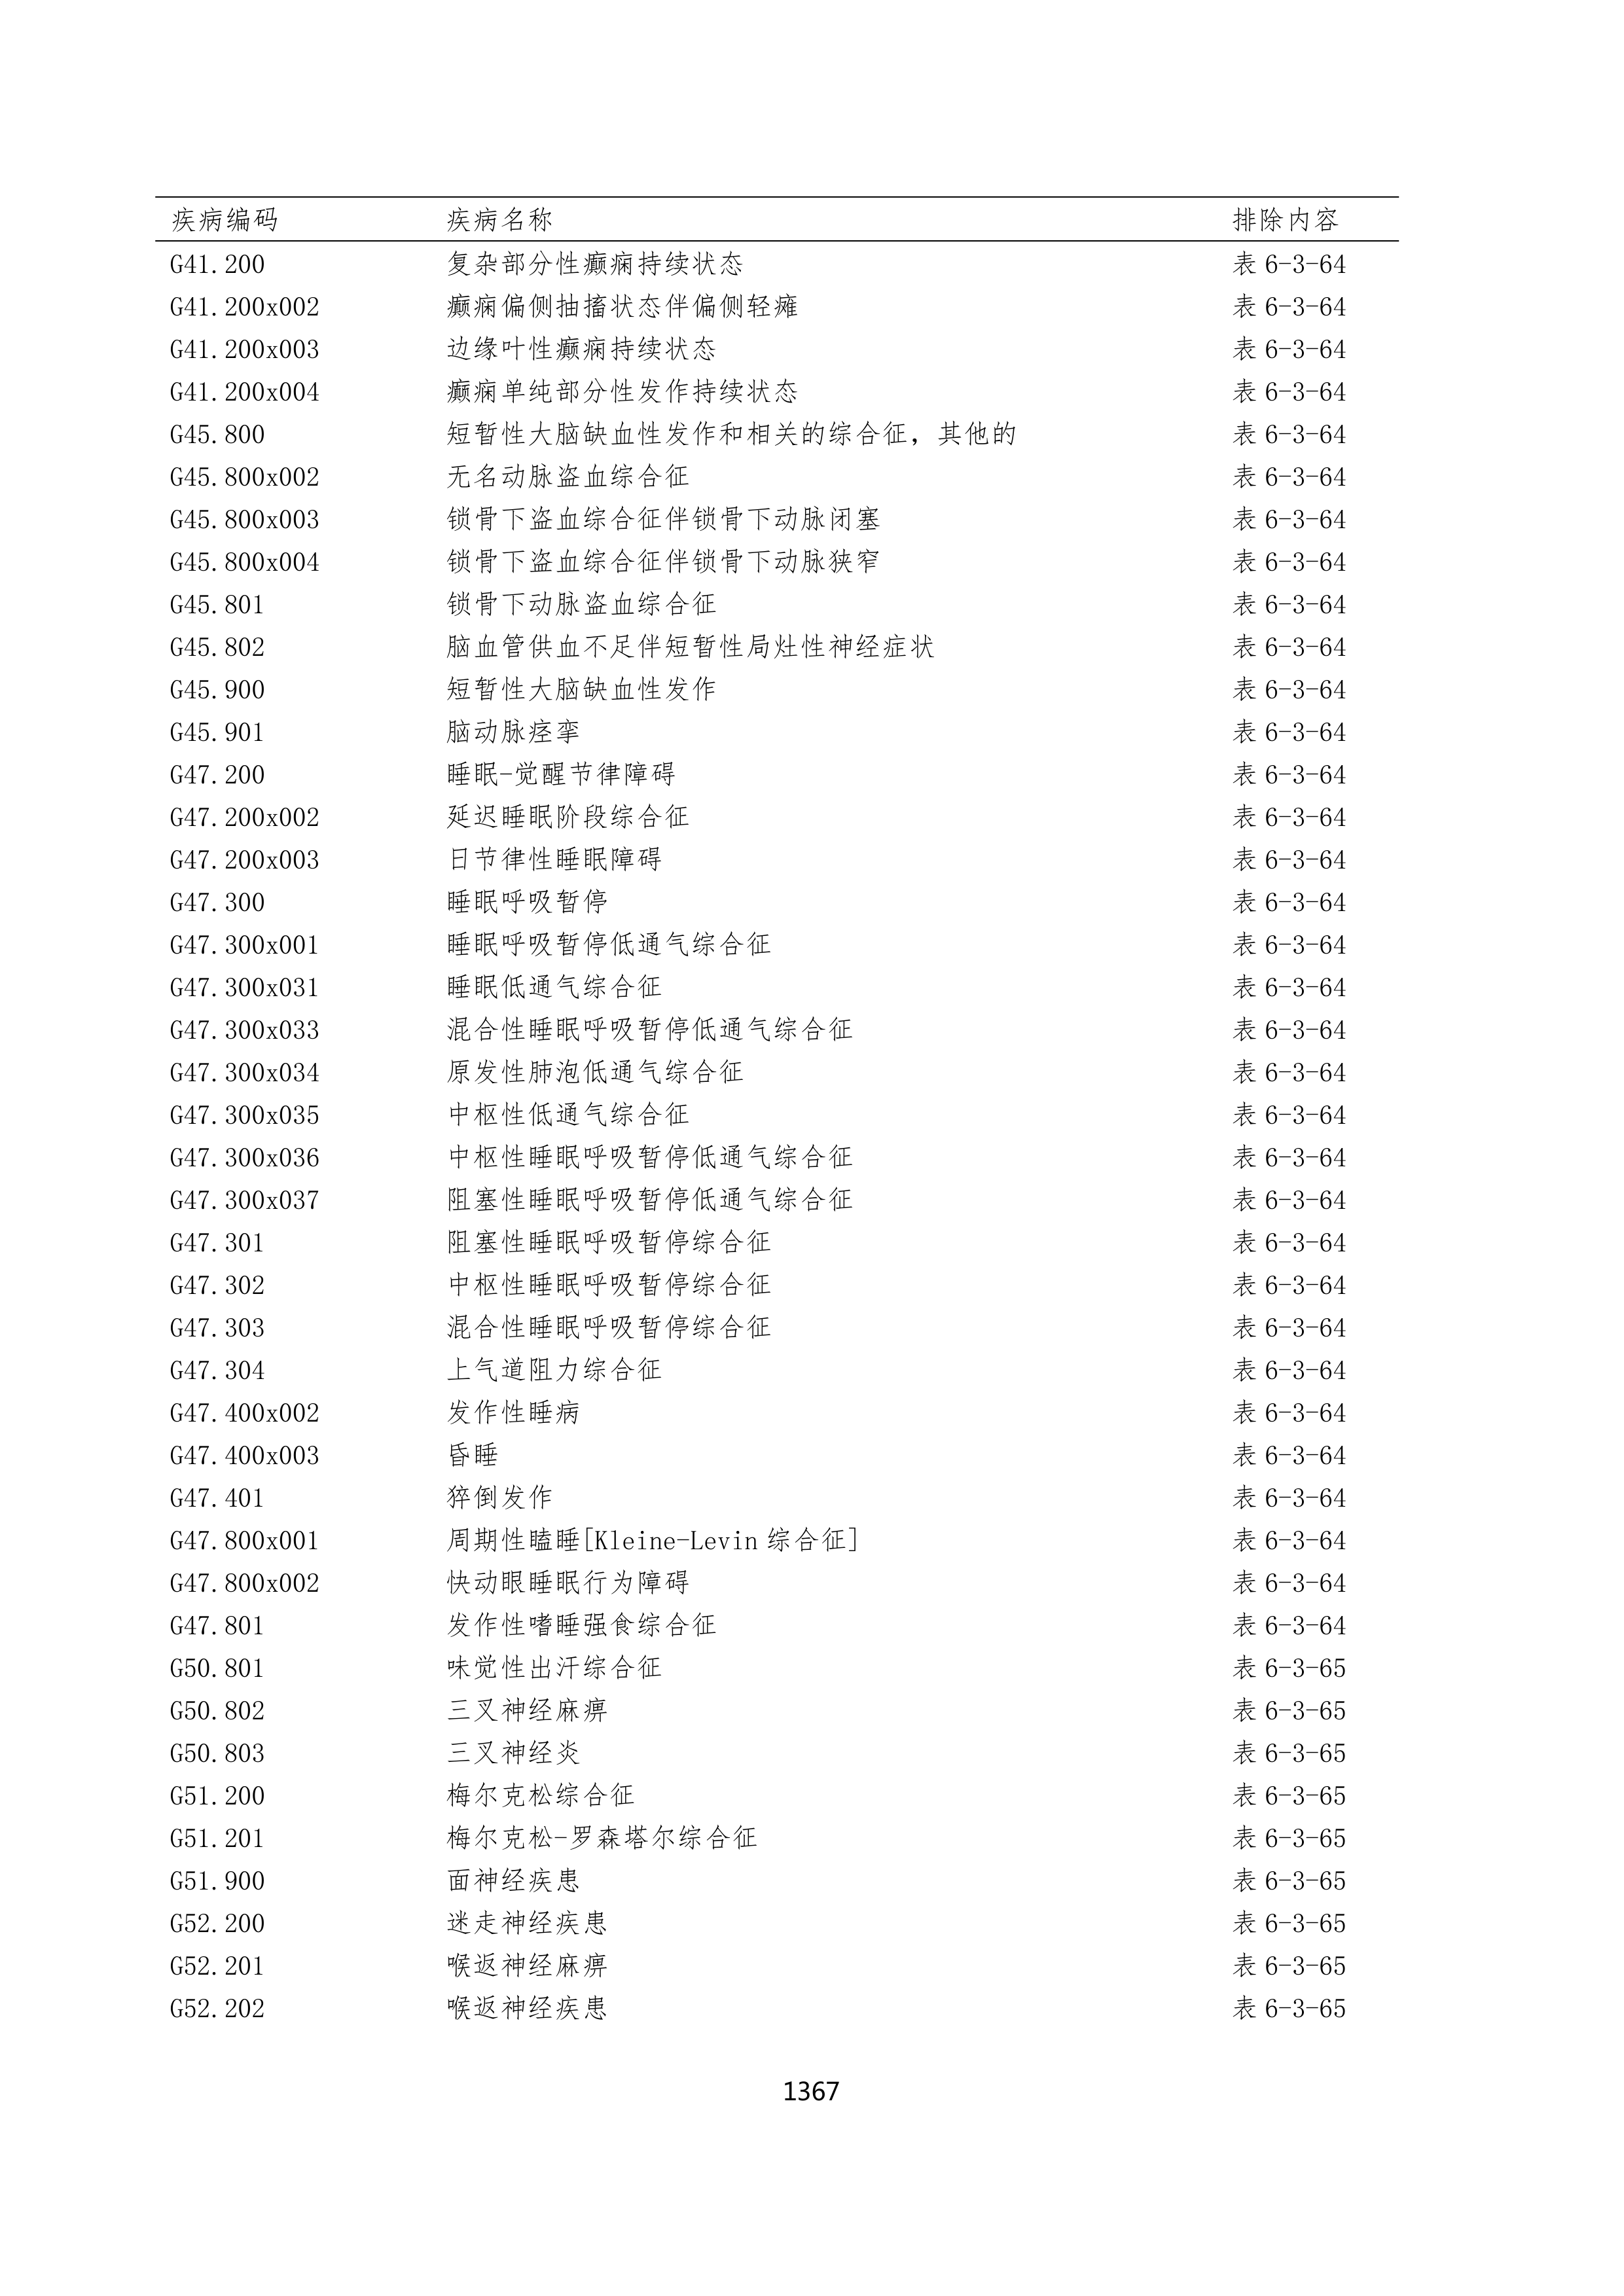 疾病编码 疾病名称 排除内容
G41.200 复杂部分性癫痫持续状态 表 6-3-64
G41.200x002 癫痫偏侧抽搐状态伴偏侧轻瘫 表 6-3-64
G41.200x003 边缘叶性癫痫持续状态 表 6-3-64
G41.200x004 癫痫单纯部分性发作持续状态 表 6-3-64
G45.800 短暂性大脑缺血性发作和相关的综合征，其他的 表 6-3-64
G45.800x002 无名动脉盗血综合征 表 6-3-64
G45.800x003 锁骨下盗血综合征伴锁骨下动脉闭塞 表 6-3-64
G45.800x004 锁骨下盗血综合征伴锁骨下动脉狭窄 表 6-3-64
G45.801 锁骨下动脉盗血综合征 表 6-3-64
G45.802 脑血管供血不足伴短暂性局灶性神经症状 表 6-3-64
G45.900 短暂性大脑缺血性发作 表 6-3-64
G45.901 脑动脉痉挛 表 6-3-64
G47.200 睡眠-觉醒节律障碍 表 6-3-64
G47.200x002 延迟睡眠阶段综合征 表 6-3-64
G47.200x003 日节律性睡眠障碍 表 6-3-64
G47.300 睡眠呼吸暂停 表 6-3-64
G47.300x001 睡眠呼吸暂停低通气综合征 表 6-3-64
G47.300x031 睡眠低通气综合征 表 6-3-64
G47.300x033 混合性睡眠呼吸暂停低通气综合征 表 6-3-64
G47.300x034 原发性肺泡低通气综合征 表 6-3-64
G47.300x035 中枢性低通气综合征 表 6-3-64
G47.300x036 中枢性睡眠呼吸暂停低通气综合征 表 6-3-64
G47.300x037 阻塞性睡眠呼吸暂停低通气综合征 表 6-3-64
G47.301 阻塞性睡眠呼吸暂停综合征 表 6-3-64
G47.302 中枢性睡眠呼吸暂停综合征 表 6-3-64
G47.303 混合性睡眠呼吸暂停综合征 表 6-3-64
G47.304 上气道阻力综合征 表 6-3-64
G47.400x002 发作性睡病 表 6-3-64
G47.400x003 昏睡 表 6-3-64
G47.401 猝倒发作 表 6-3-64
G47.800x001 周期性瞌睡[Kleine-Levin 综合征] 表 6-3-64
G47.800x002 快动眼睡眠行为障碍 表 6-3-64
G47.801 发作性嗜睡强食综合征 表 6-3-64
G50.801 味觉性出汗综合征 表 6-3-65
G50.802 三叉神经麻痹 表 6-3-65
G50.803 三叉神经炎 表 6-3-65
G51.200 梅尔克松综合征 表 6-3-65
G51.201 梅尔克松-罗森塔尔综合征 表 6-3-65
G51.900 面神经疾患 表 6-3-65
G52.200 迷走神经疾患 表 6-3-65
G52.201 喉返神经麻痹 表 6-3-65
G52.202 喉返神经疾患 表 6-3-65
1367